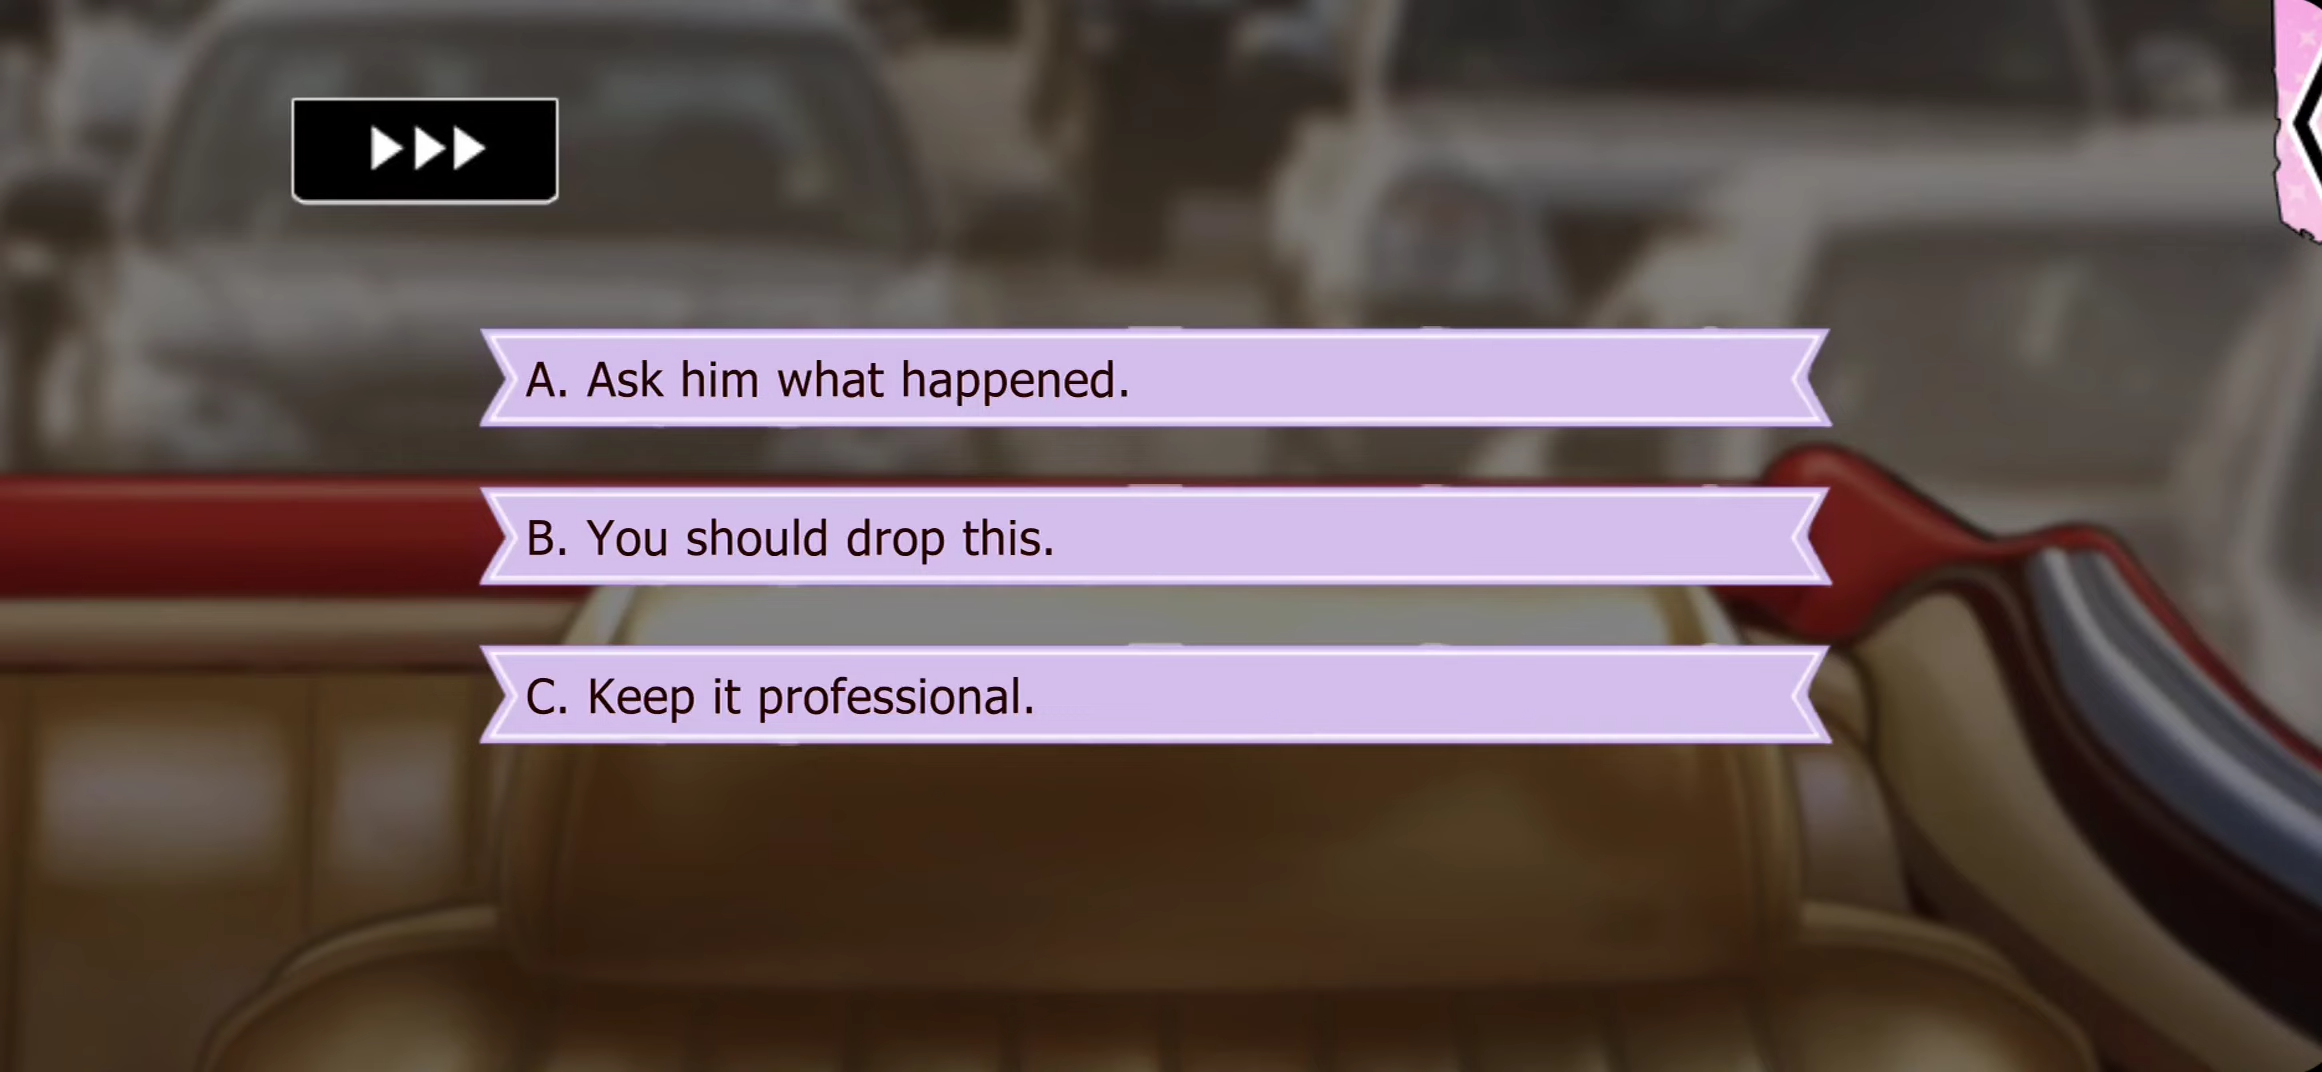 A. Ask him what happened.
B. You should drop this.
C. Keep it professional.